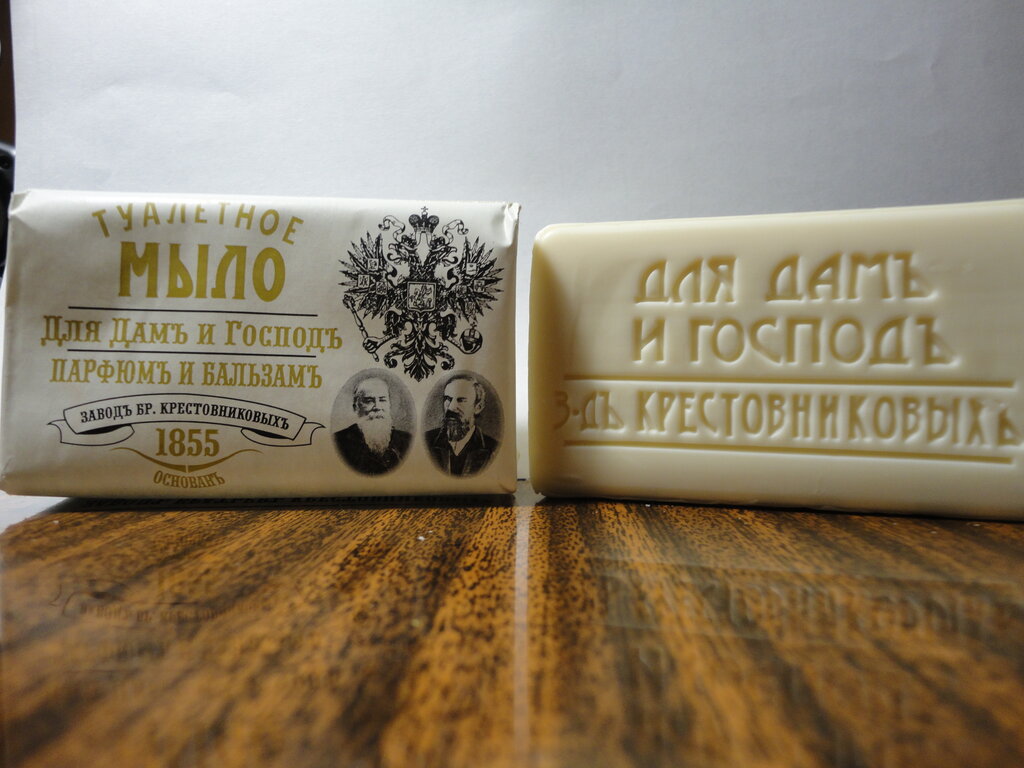 ТУАЛЕТНОЕ
МЫЛО
Для Дамъ и Господъ
ПАРФЮМЪ И БАЛЬЗАМЪ
ЗАВОДЪ БР. КРЕСТОВНИКОВЫХЪ
1855
ОСНОВАНЪ
ДЛЯ ДАМЪ
И ГОСПОДЪ
З-ДЪ КРЕСТОВНИКОВЫХЪ